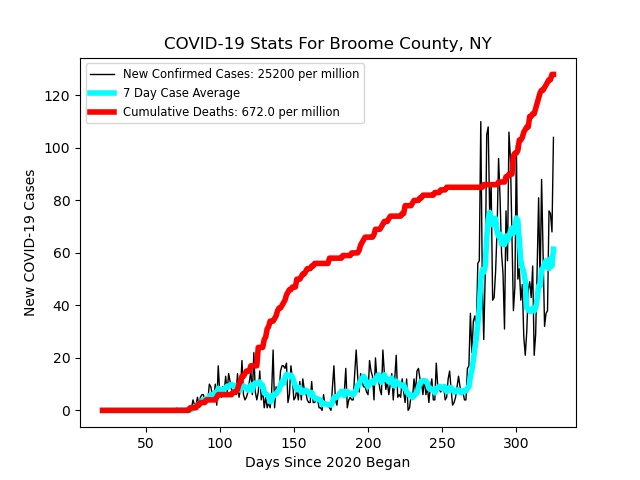 COVID-19 Stats For Broome County, NY
New Confirmed Cases: 25200 per million
7 Day Case Average
Cumulative Deaths: 672.0 per million
New COVID-19 Cases
120
100
80
60
40
20
0
50
100
150
200
250
300
Days Since 2020 Began